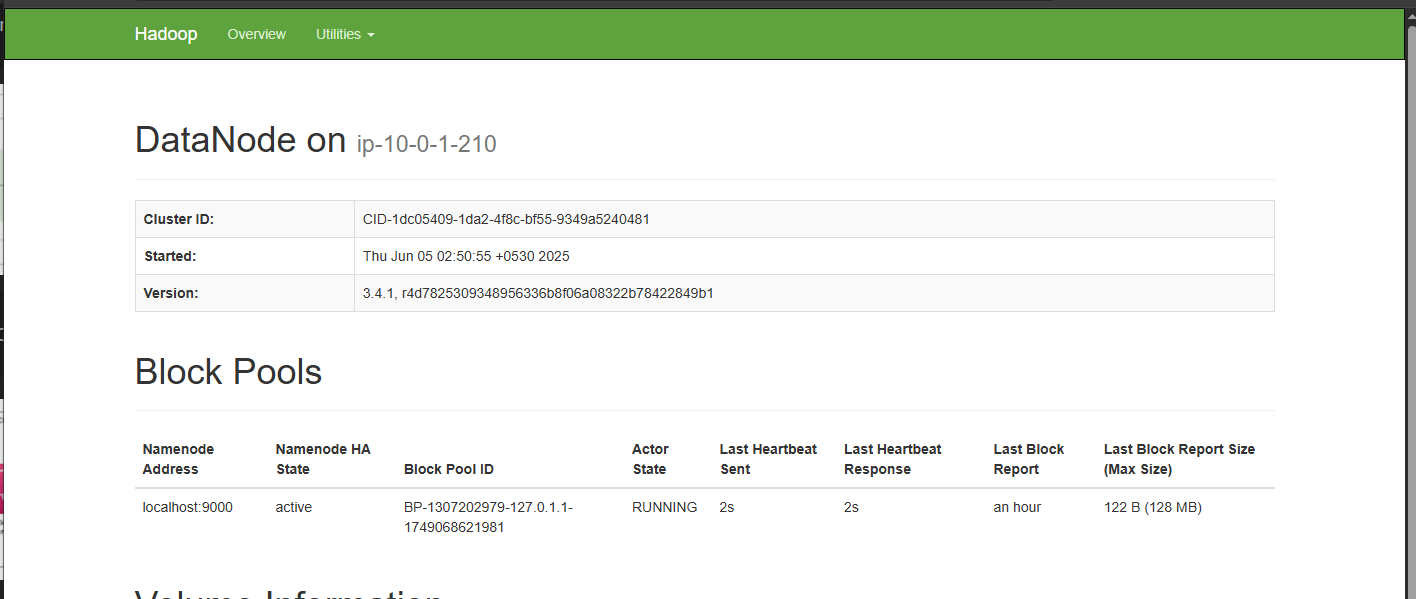 Hadoop Overview Utilities
DataNode on ip-10-0-1-210
Cluster ID: CID-1dc05409-1da2-4f8c-bf55-9349a5240481
Started: Thu Jun 05 02:50:55 +0530 2025
Version: 3.4.1, r4d7825309348956336b8f06a08322b78422849b1
Block Pools
Namenode Address Namenode HA State Block Pool ID Actor State Last Heartbeat Sent Last Heartbeat Response Last Block Report Last Block Report Size (Max Size)
localhost:9000 active BP-1307202979-127.0.1.1-1749068621981 RUNNING 2s 2s an hour 122 B (128 MB)
Volume Information